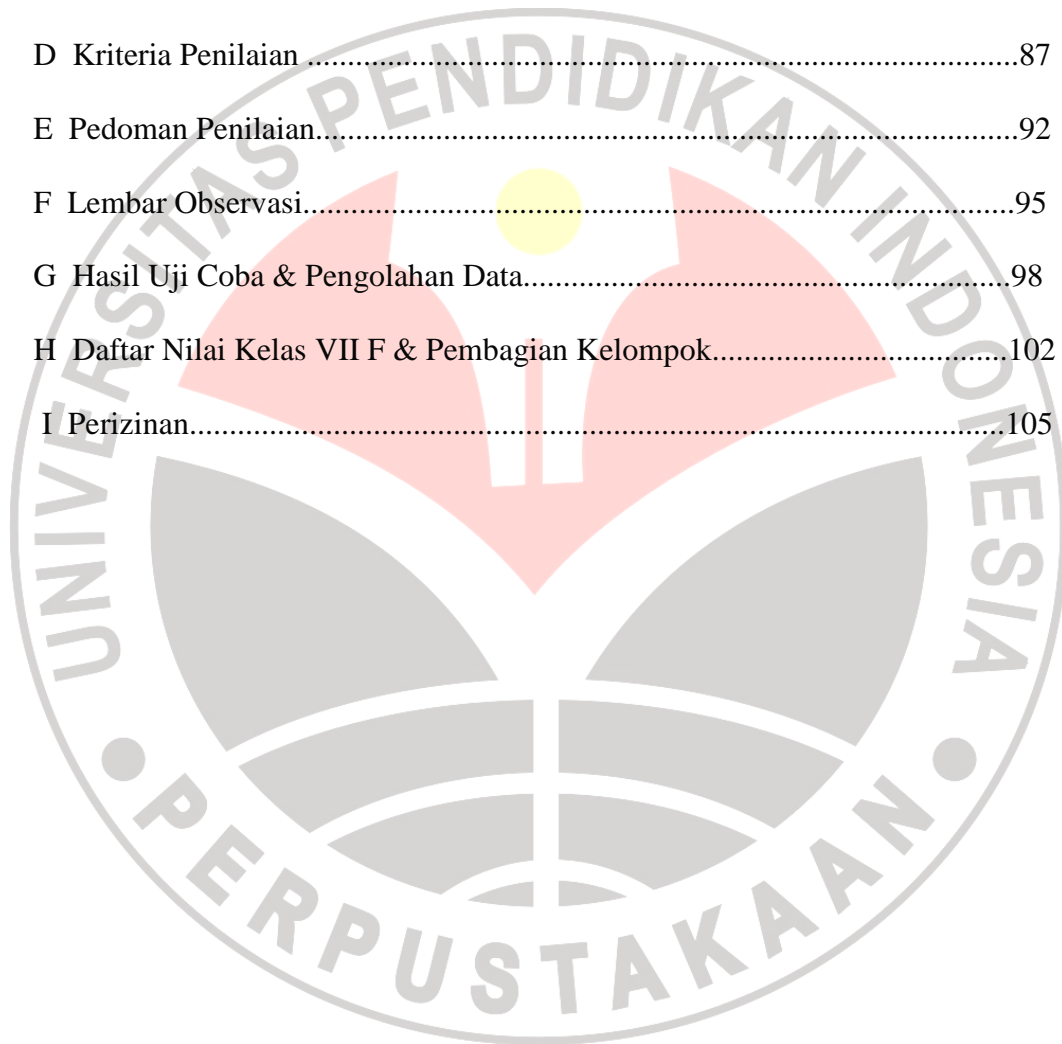 D Kriteria Penilaian .........................................................................................87
E Pedoman Penilaian........................................................................................92
F Lembar Observasi.........................................................................................95
G Hasil Uji Coba & Pengolahan Data................................................................98
H Daftar Nilai Kelas VII F & Pembagian Kelompok.....................................102
I Perizinan......................................................................................................105
UNIVERSITAS PENDIDIKAN INDONESIA
PERPUSTAKAAN